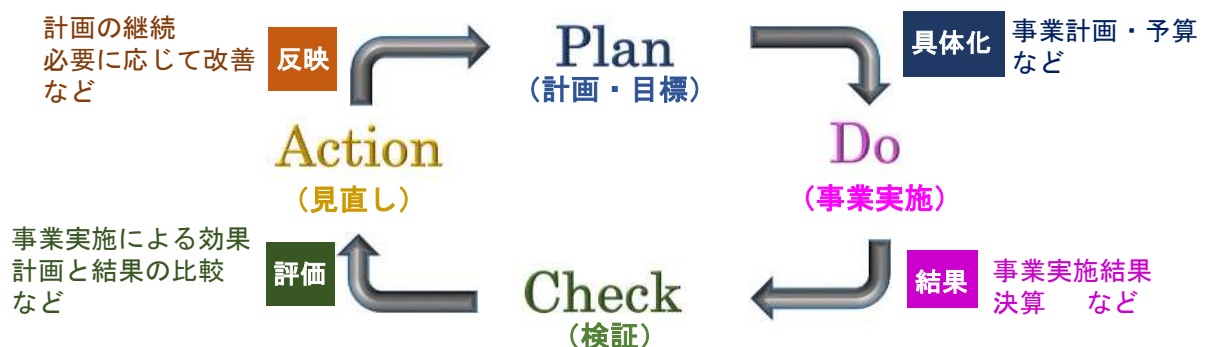 計画の継続
必要に応じて改善
など
反映
Plan
（計画・目標）
具体化
事業計画・予算
など
Action
（見直し）
Do
（事業実施）
事業実施による効果
計画と結果の比較
など
評価
Check
（検証）
結果
事業実施結果
決算　など